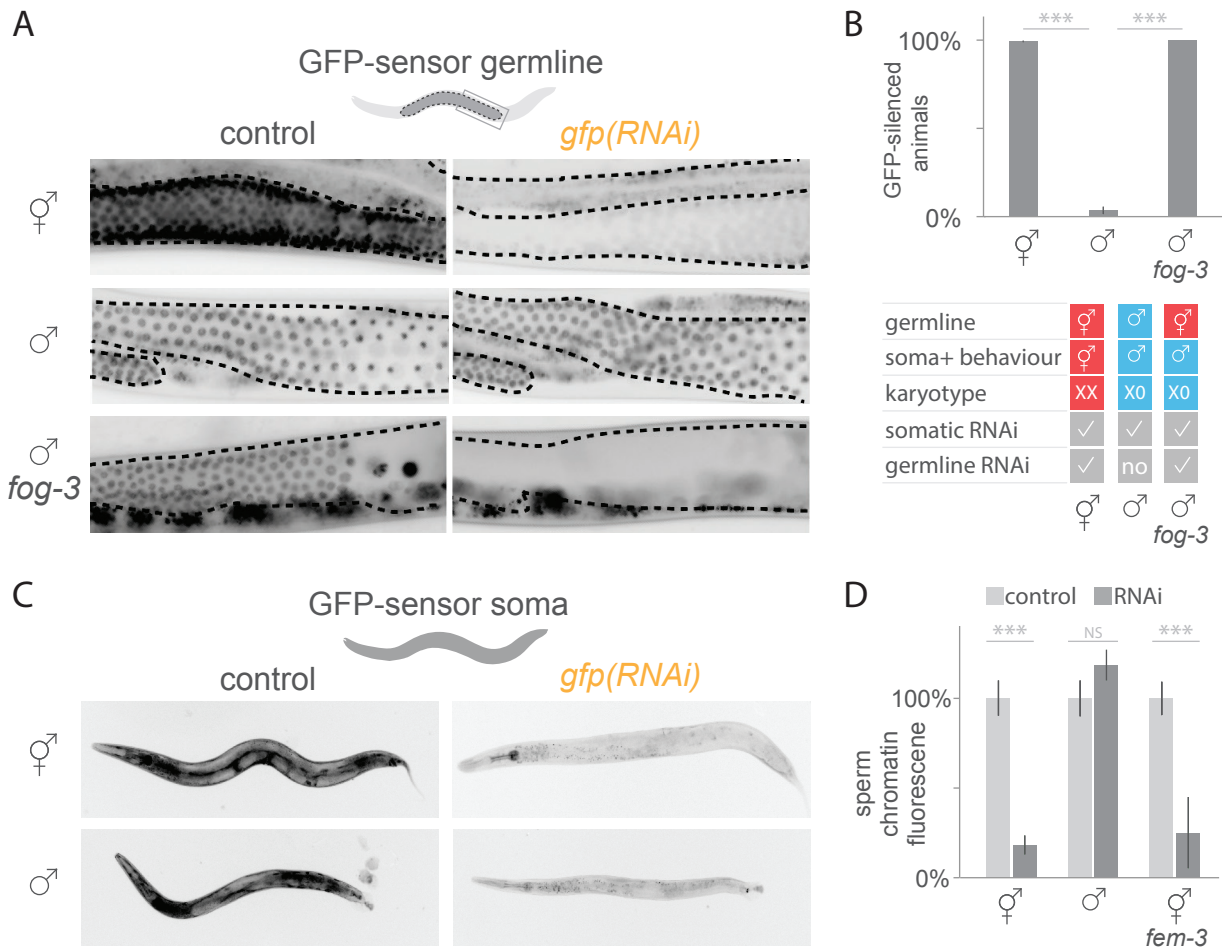 A
GFP-sensor germline
control
gfp(RNAi)
⚥
♂
♂
fog-3
B
*** ***
100%
0%
GFP-silenced
animals
⚥ ♂ ♂
fog-3
germline ⚥ ♂ ⚥
soma+ behaviour ⚥ ♂ ♂
karyotype XX X0 X0
somatic RNAi ✓ ✓ ✓
germline RNAi ✓ no ✓
⚥ ♂ ♂
fog-3
C
GFP-sensor soma
control
gfp(RNAi)
⚥
♂
D
control RNAi
*** NS ***
100%
0%
sperm
chromatin
fluorescene
⚥ ♂ ⚥
fem-3